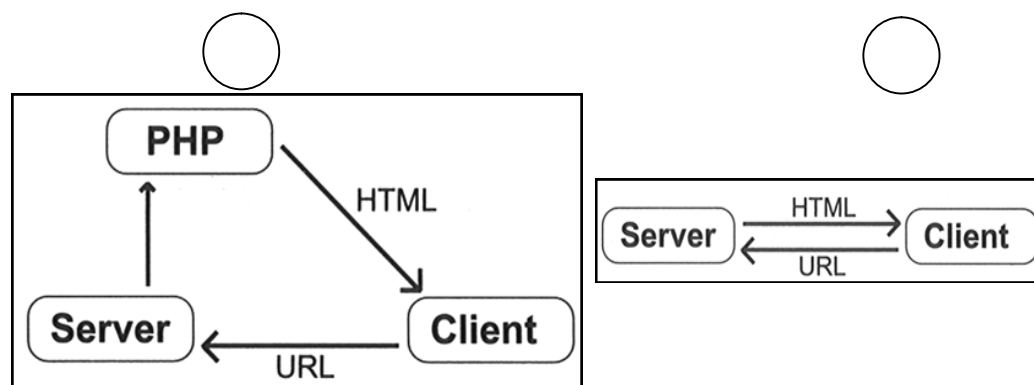 PHP
HTML
Server
Client
URL
HTML
Server
Client
URL